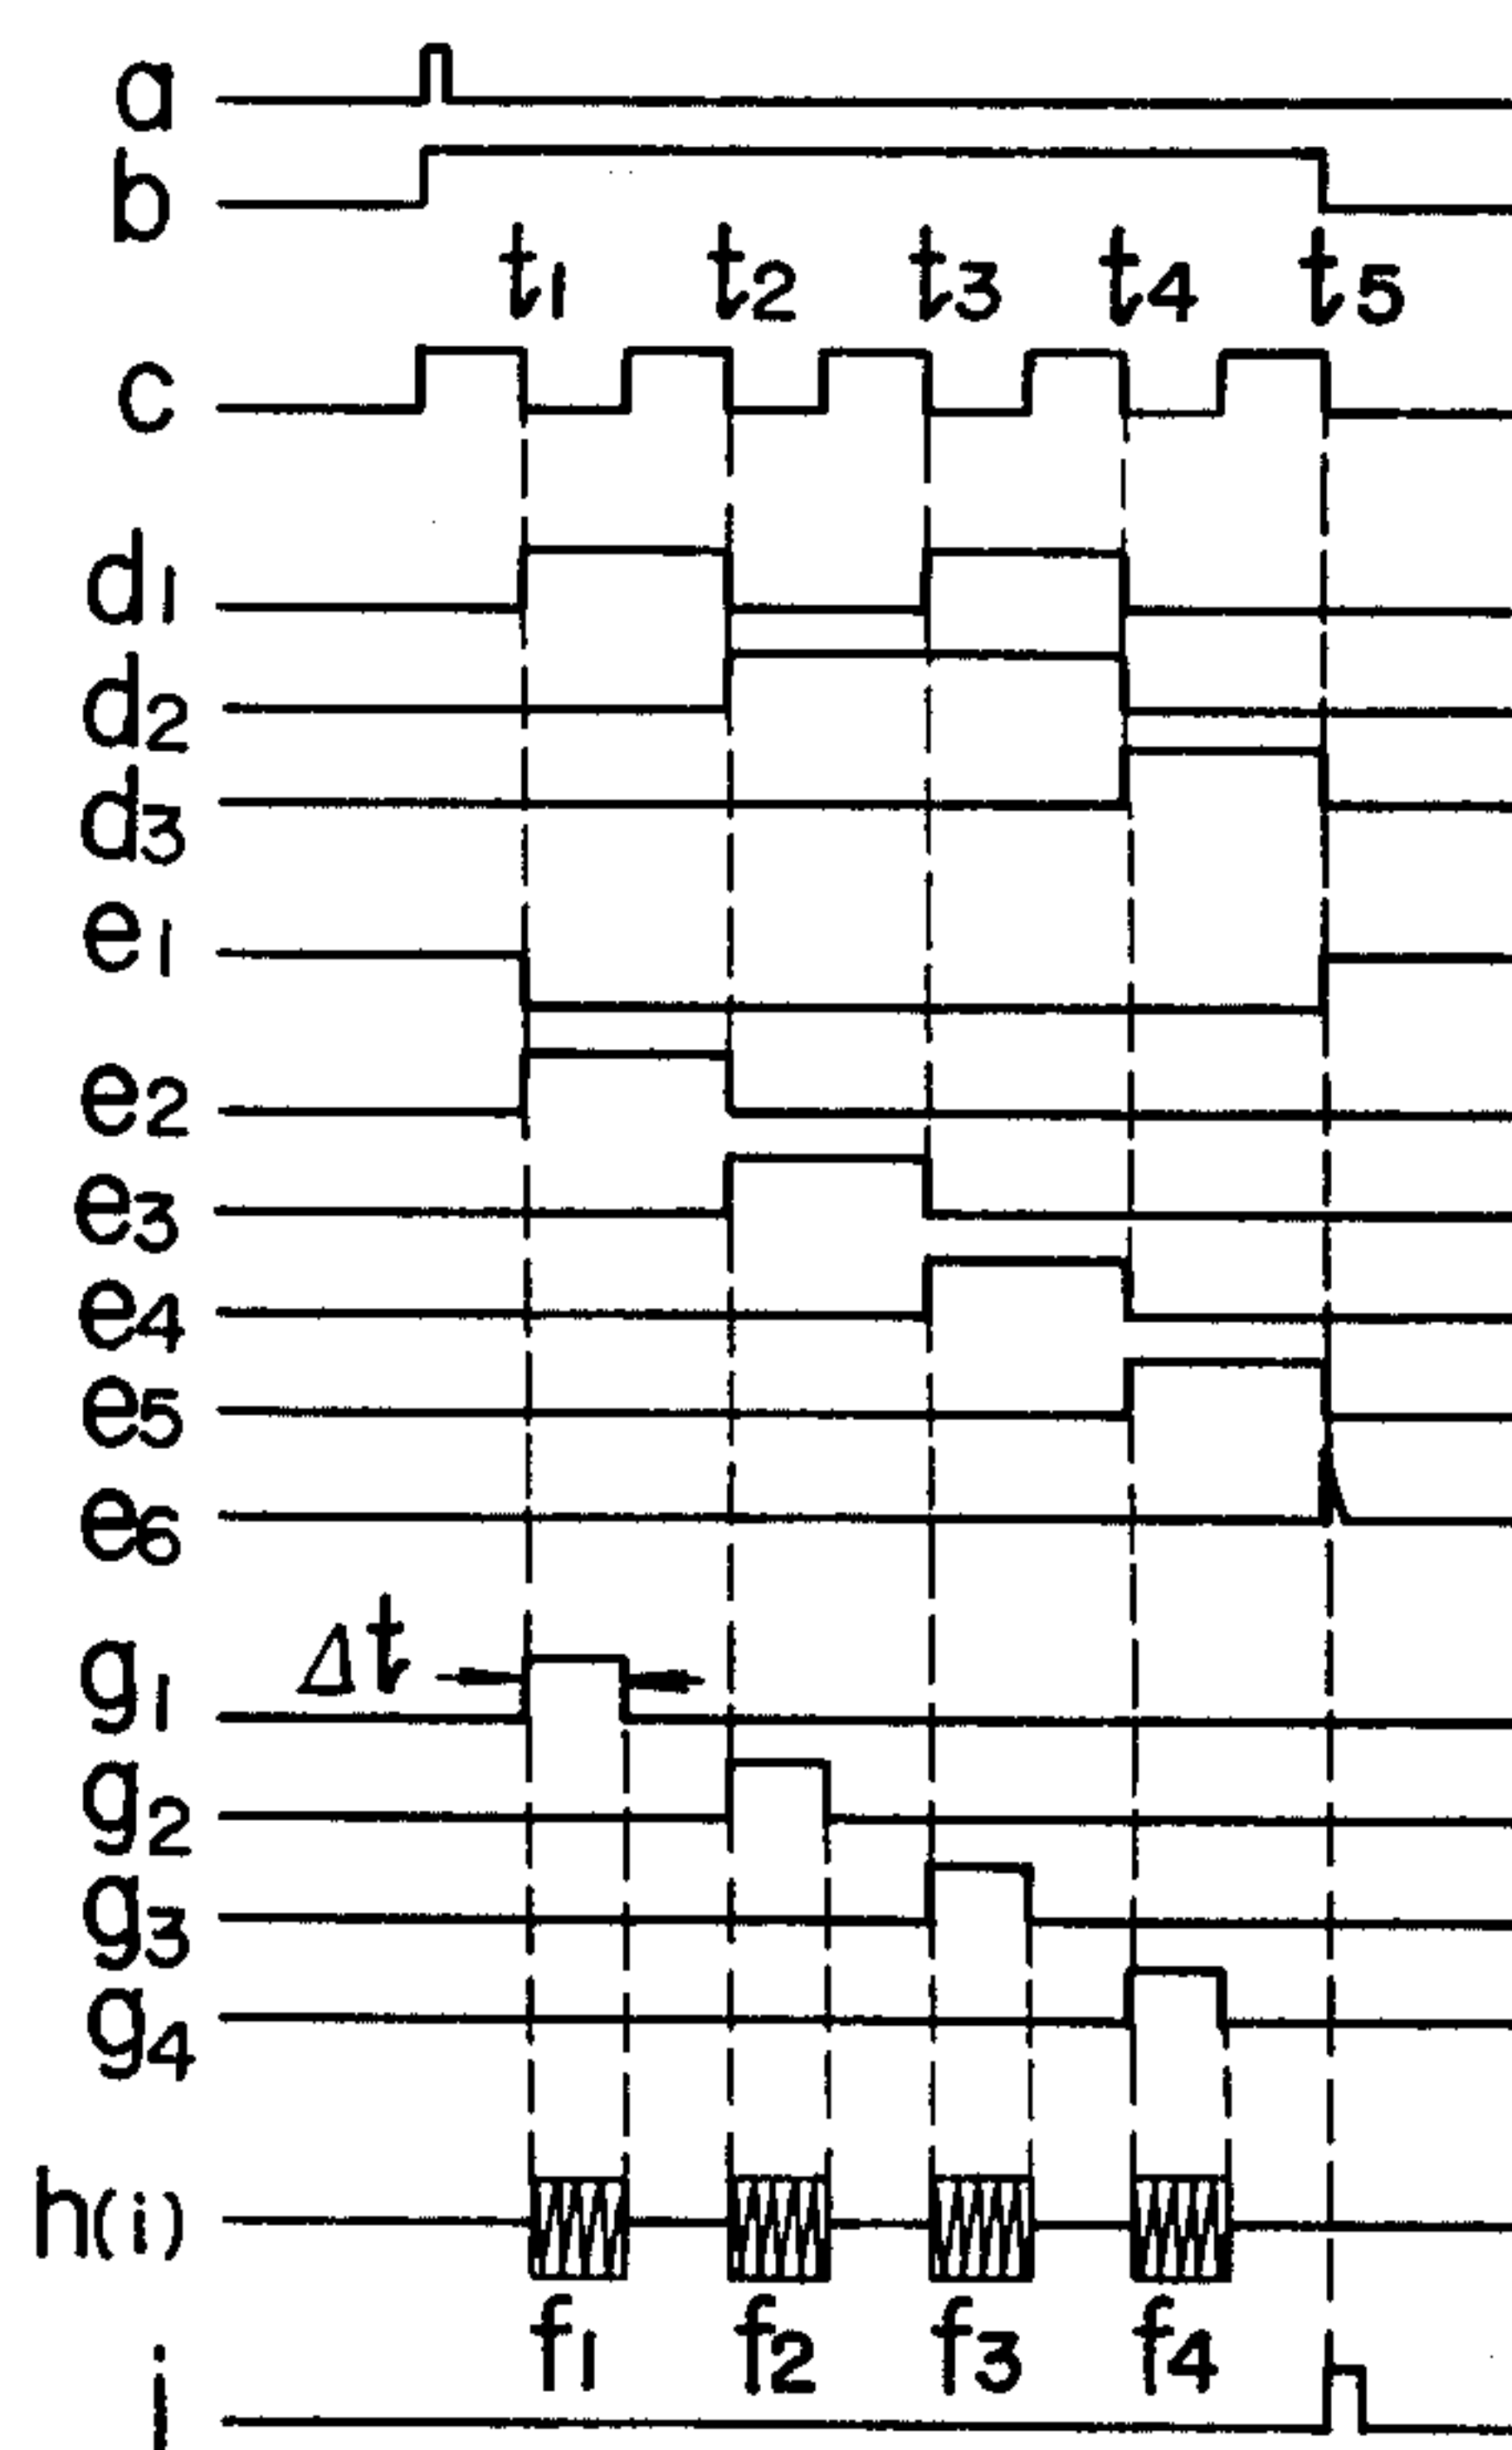 a
b
t1 t2 t3 t4 t5
c
d1
d2
d3
e1
e2
e3
e4
e5
e6
Δt
g1
g2
g3
g4
h(i)
f1 f2 f3 f4